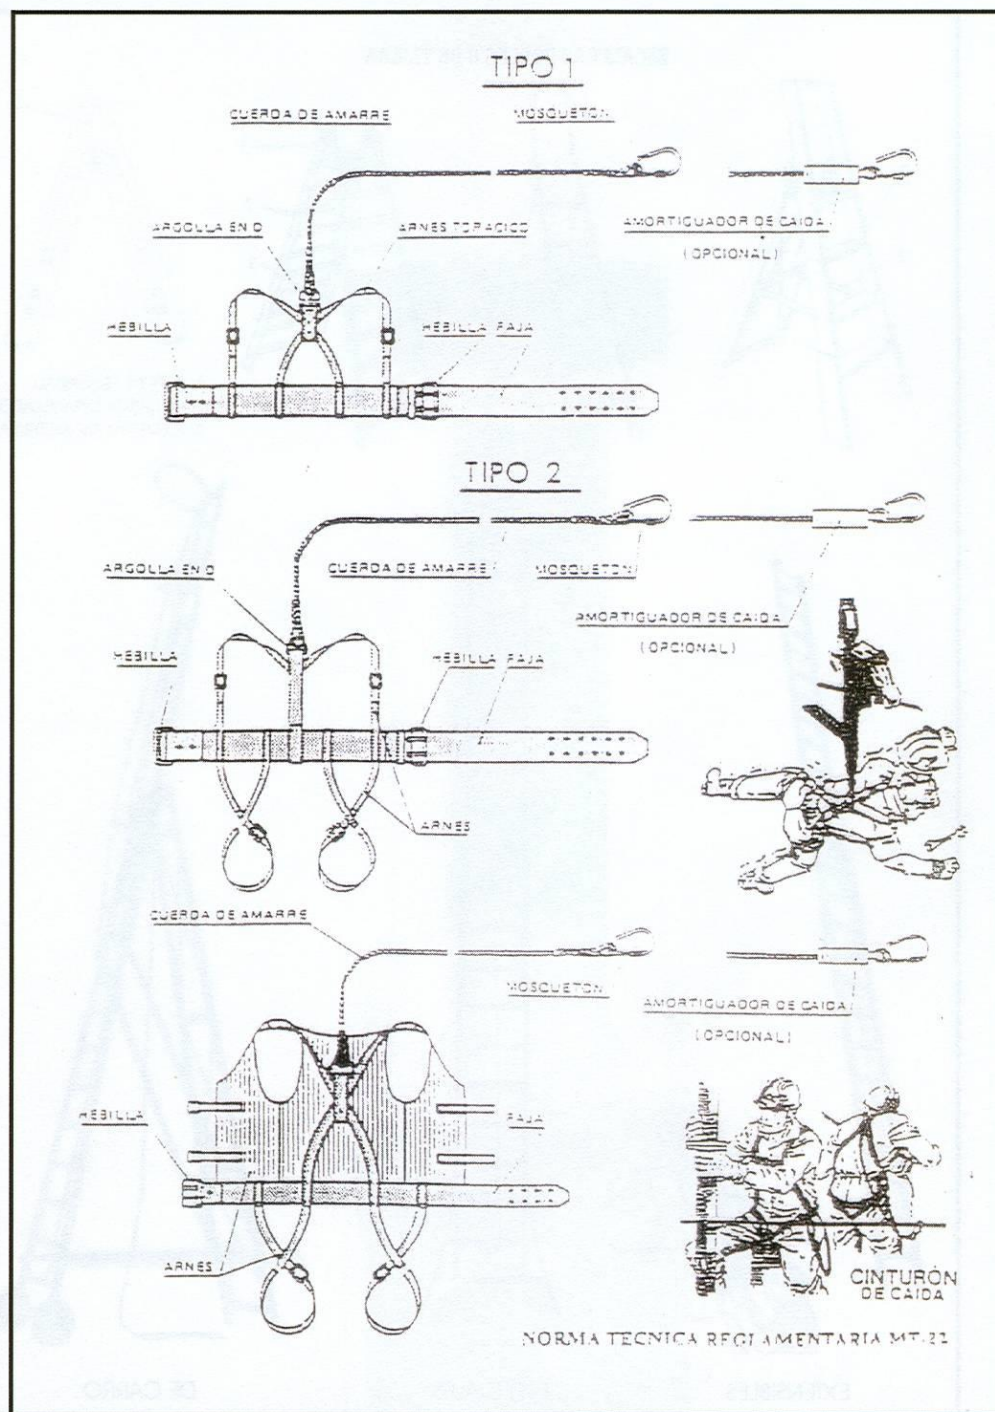 TIPO 1
CUERDA DE AMARRE
MOSQUETON
ARGOLLA EN D
ARNES TORACICO
AMORTIGUADOR DE CAIDA
(OPCIONAL)
HEBILLA
HEBILLA FAJA
TIPO 2
ARGOLLA EN D
CUERDA DE AMARRE
MOSQUETON
AMORTIGUADOR DE CAIDA
(OPCIONAL)
HEBILLA
HEBILLA FAJA
ARNES
CUERDA DE AMARRE
MOSQUETON
AMORTIGUADOR DE CAIDA
(OPCIONAL)
HEBILLA
FAJA
ARNES
CINTURÓN
DE CAIDA
NORMA TECNICA REGLAMENTARIA MT-22